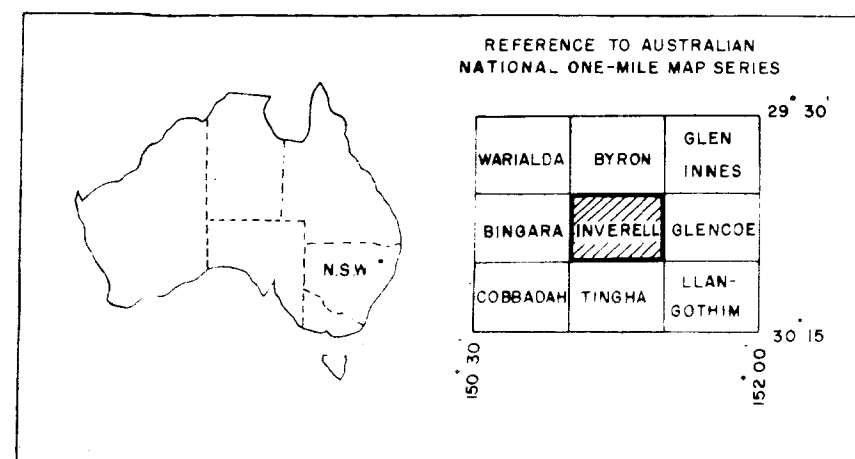 REFERENCE TO AUSTRALIAN
NATIONAL ONE-MILE MAP SERIES
29° 30'
WARIALDA
BYRON
GLEN
INNES
BINGARA
INVERELL
GLENCOE
COBBADAH
TINGHA
LLAN-
GOTHIM
30 15
150° 30
152° 00
N.S.W